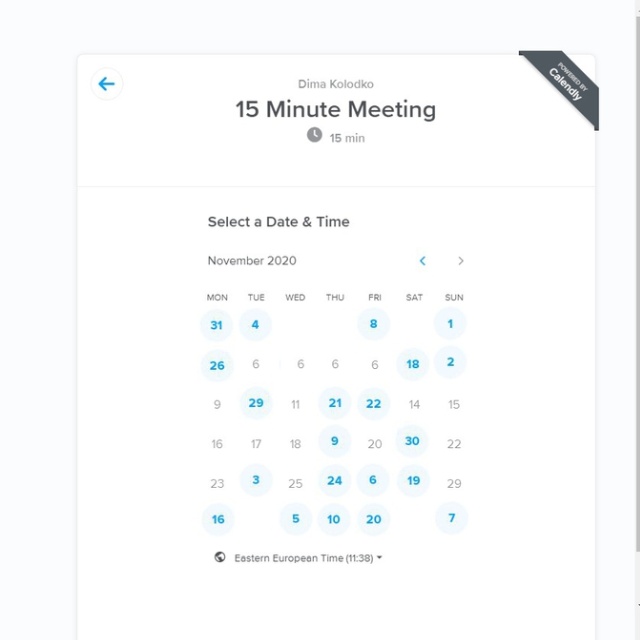 Dima Kolodko
15 Minute Meeting
15 min
POWERED BY
Calendly
Select a Date & Time
November 2020
MON TUE WED THU FRI SAT SUN
31 4 8 1
26 6 6 6 6 18 2
9 29 11 21 22 14 15
16 17 18 9 20 30 22
23 3 25 24 6 19 29
16 5 10 20 7
Eastern European Time (11:38)